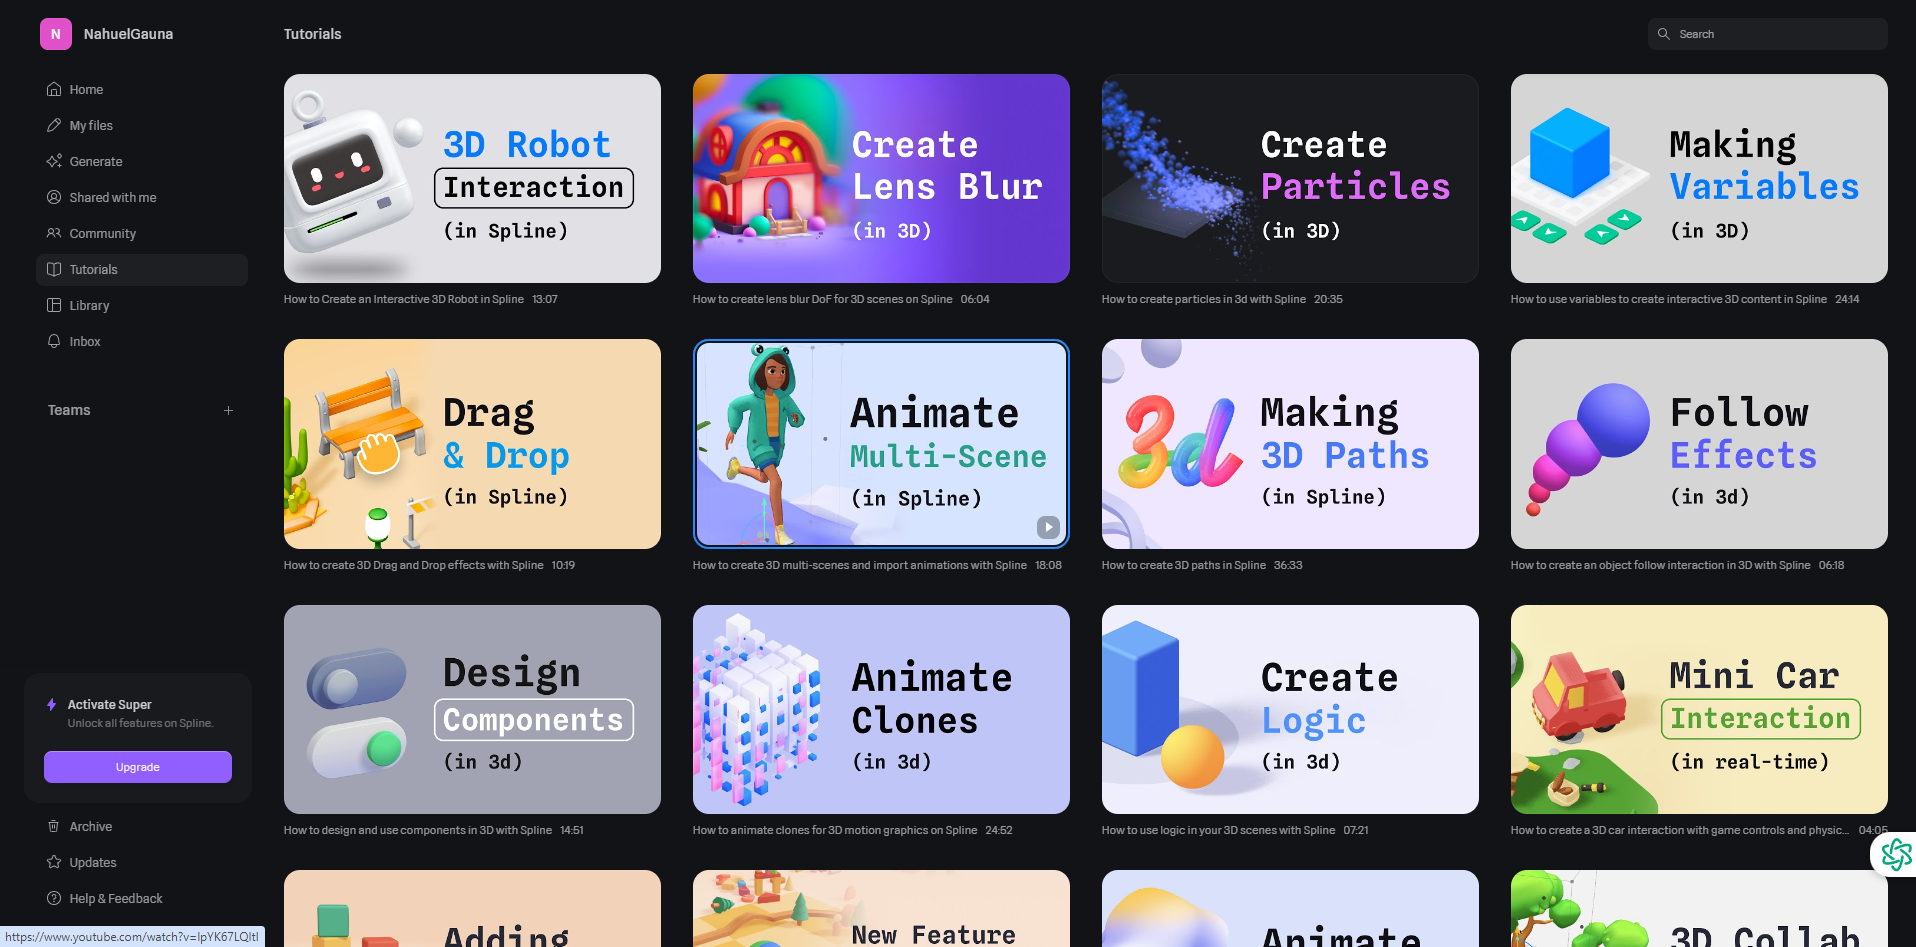 N NahuelGauna
Tutorials
Search
Home
My files
Generate
Shared with me
Community
Tutorials
Library
Inbox
Teams +
Activate Super
Unlock all features on Spline.
Upgrade
Archive
Updates
Help & Feedback
3D Robot
Interaction
(in Spline)
How to Create an Interactive 3D Robot in Spline 13:07
Create
Lens Blur
(in 3D)
How to create lens blur DoF for 3D scenes on Spline 06:04
Create
Particles
(in 3D)
How to create particles in 3d with Spline 20:35
Making
Variables
(in 3D)
How to use variables to create interactive 3D content in Spline 24:14
Drag
& Drop
(in Spline)
How to create 3D Drag and Drop effects with Spline 10:19
Animate
Multi-Scene
(in Spline)
How to create 3D multi-scenes and import animations with Spline 18:08
3d
Making
3D Paths
(in Spline)
How to create 3D paths in Spline 36:33
Follow
Effects
(in 3d)
How to create an object follow interaction in 3D with Spline 06:18
Design
Components
(in 3d)
How to design and use components in 3D with Spline 14:51
Animate
Clones
(in 3d)
How to animate clones for 3D motion graphics on Spline 24:52
Create
Logic
(in 3d)
How to use logic in your 3D scenes with Spline 07:21
Mini Car
Interaction
(in real-time)
How to create a 3D car interaction with game controls and physic... 04:05
Adding
New Feature
Animate
3D Collab
https://www.youtube.com/watch?v=